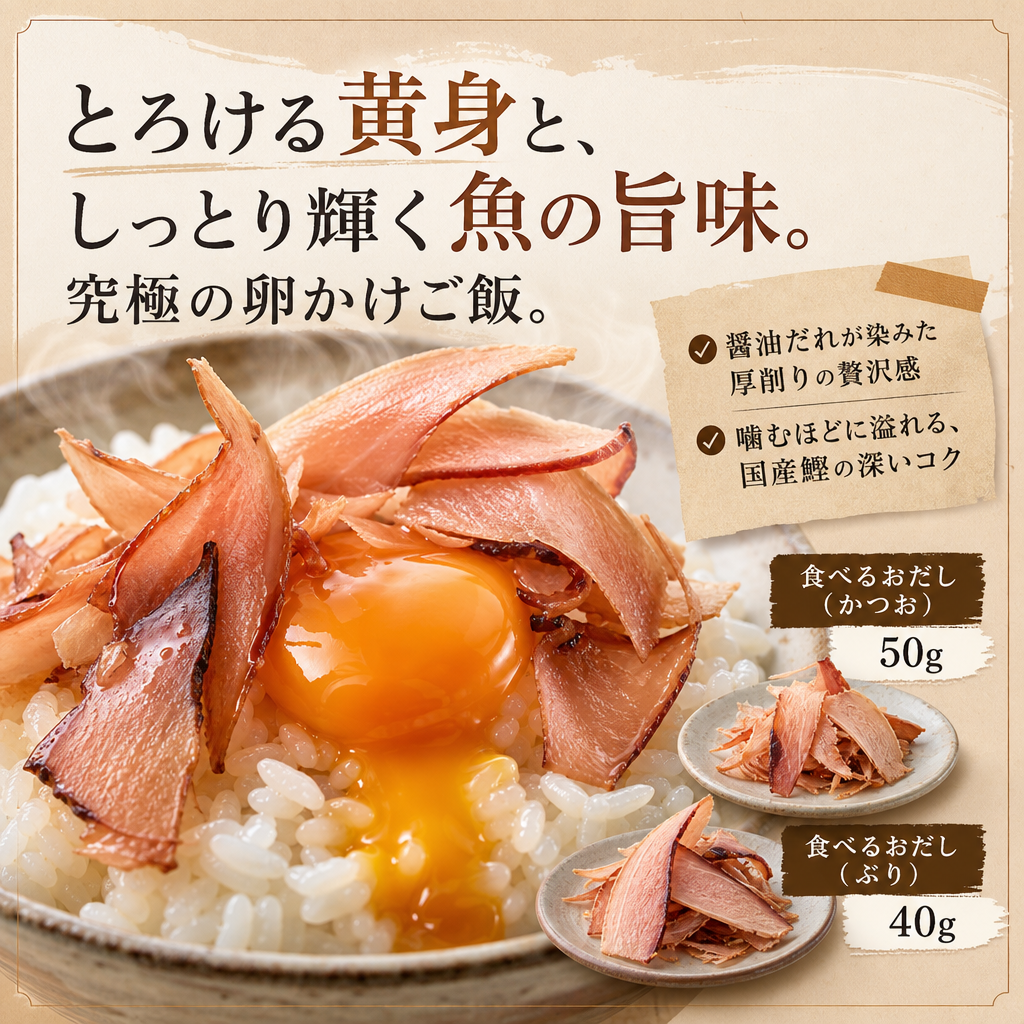 とろける黄身と、
しっとり輝く魚の旨味。
究極の卵かけご飯。
醤油だれが染みた
厚削りの贅沢感
噛むほどに溢れる、
国産鰹の深いコク
食べるおだし
（かつお）
50g
食べるおだし
（ぶり）
40g